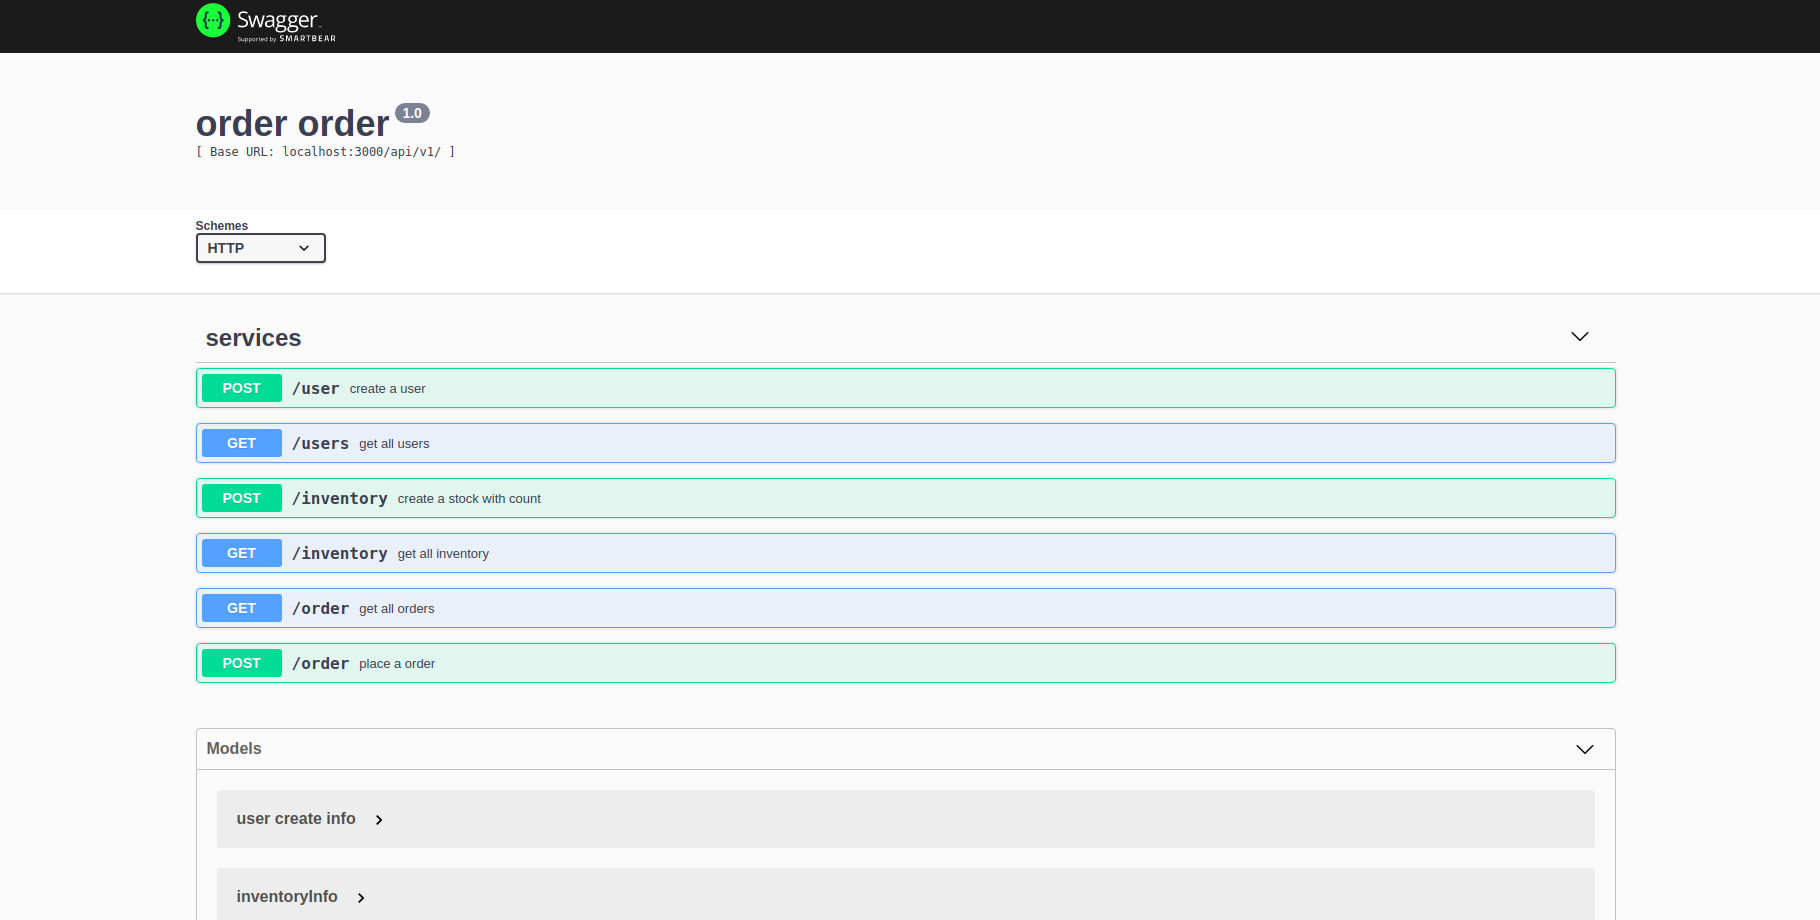 {···} Swagger
Supported by SMARTBEAR
order order 1.0
[ Base URL: localhost:3000/api/v1/ ]
Schemes
HTTP
services
POST /user create a user
GET /users get all users
POST /inventory create a stock with count
GET /inventory get all inventory
GET /order get all orders
POST /order place a order
Models
user create info
inventoryInfo